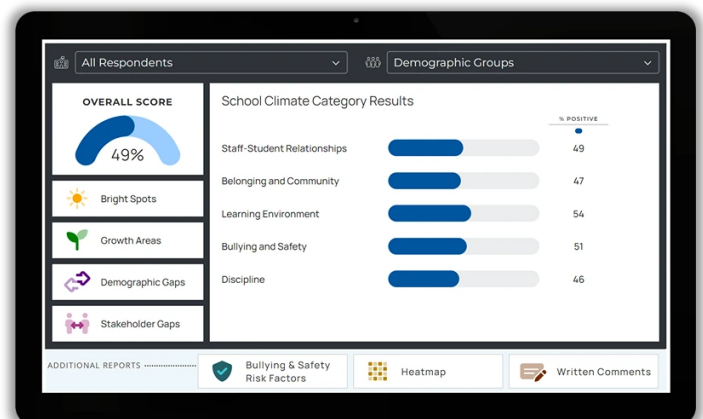 All Respondents
Demographic Groups
OVERALL SCORE
49%
Bright Spots
Growth Areas
Demographic Gaps
Stakeholder Gaps
School Climate Category Results
% POSITIVE
Staff-Student Relationships 49
Belonging and Community 47
Learning Environment 54
Bullying and Safety 51
Discipline 46
ADDITIONAL REPORTS
Bullying & Safety
Risk Factors
Heatmap
Written Comments